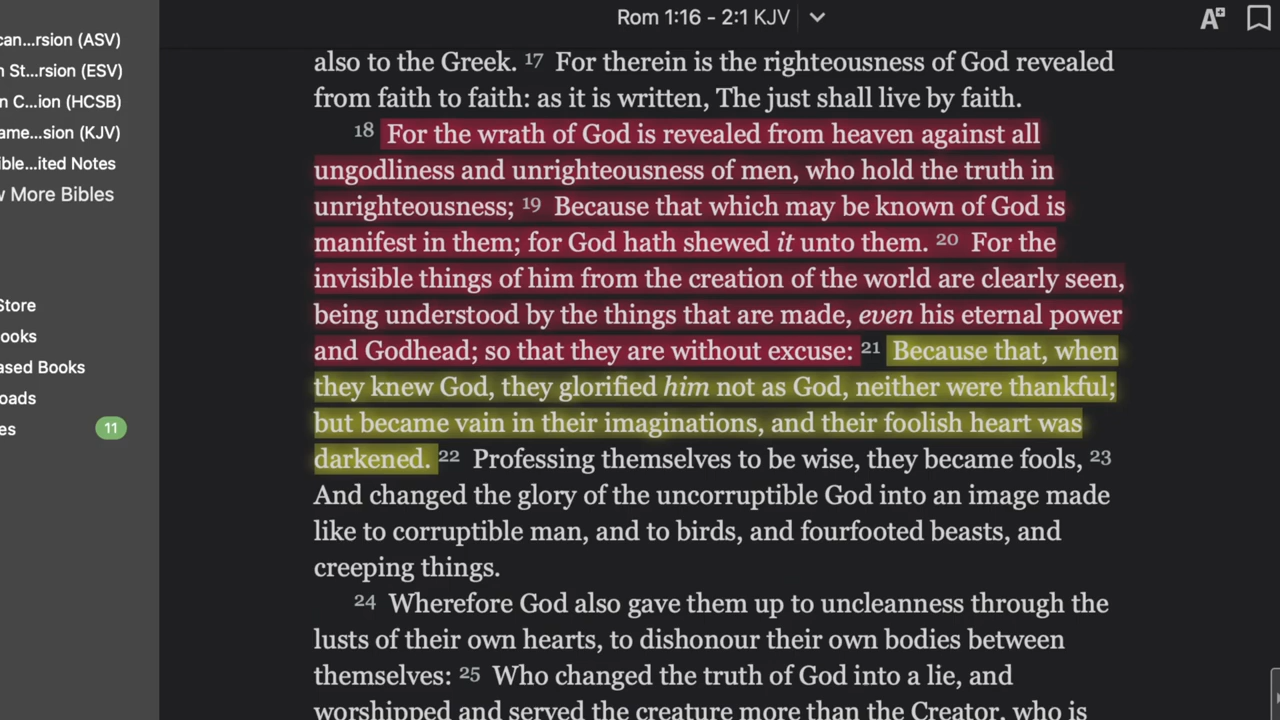 Rom 1:16 - 2:1 KJV
A+
can...rsion (ASV)
n St...rsion (ESV)
n C...ion (HCSB)
ame...sion (KJV)
ible...ited Notes
w More Bibles
Store
ooks
ased Books
oads
es
11
also to the Greek. 17 For therein is the righteousness of God revealed
from faith to faith: as it is written, The just shall live by faith.
18 For the wrath of God is revealed from heaven against all
ungodliness and unrighteousness of men, who hold the truth in
unrighteousness; 19 Because that which may be known of God is
manifest in them; for God hath shewed it unto them. 20 For the
invisible things of him from the creation of the world are clearly seen,
being understood by the things that are made, even his eternal power
and Godhead; so that they are without excuse: 21 Because that, when
they knew God, they glorified him not as God, neither were thankful;
but became vain in their imaginations, and their foolish heart was
darkened. 22 Professing themselves to be wise, they became fools, 23
And changed the glory of the uncorruptible God into an image made
like to corruptible man, and to birds, and fourfooted beasts, and
creeping things.
24 Wherefore God also gave them up to uncleanness through the
lusts of their own hearts, to dishonour their own bodies between
themselves: 25 Who changed the truth of God into a lie, and
worshipped and served the creature more than the Creator, who is